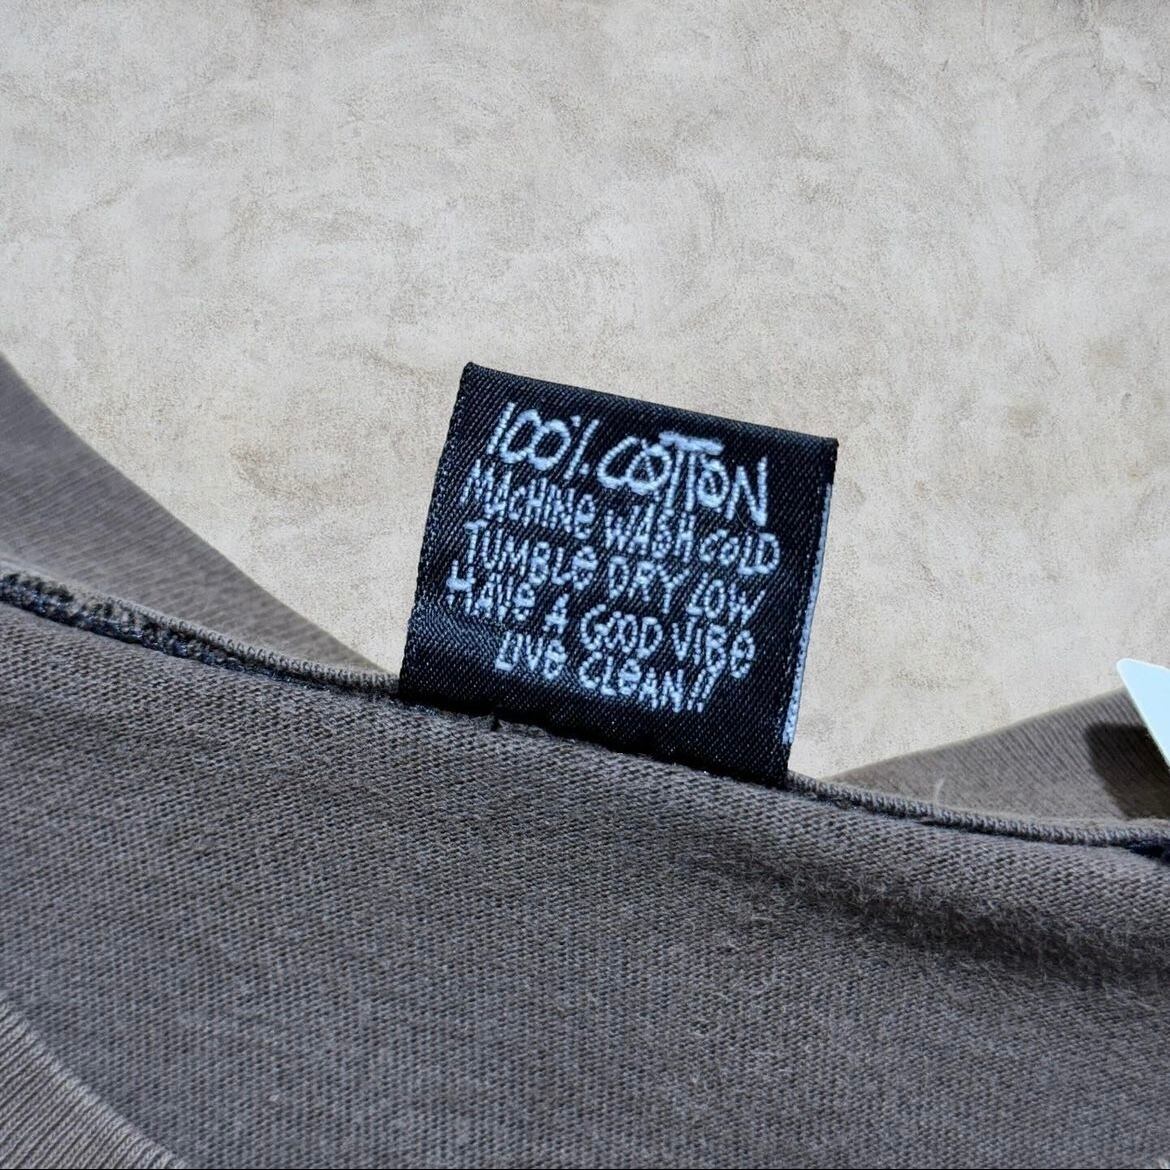 100% COTTON
MACHINE WASH COLD
TUMBLE DRY LOW
HAVE A GOOD VIBE
LIVE CLEAN!!